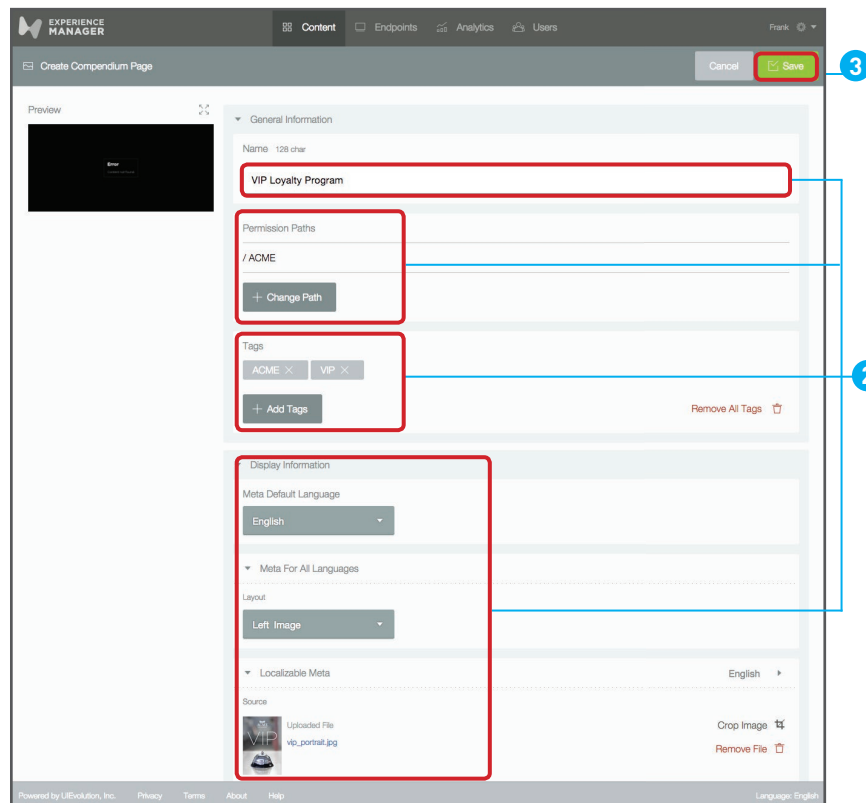 EXPERIENCE
MANAGER
Content Endpoints Analytics Users Frank
Create Compendium Page Cancel Save 3
Preview
General Information
Name 128 char
Error
VIP Loyalty Program
Permission Paths
/ ACME
+ Change Path
Tags
ACME × VIP ×
2
+ Add Tags Remove All Tags
Display Information
Meta Default Language
English
Meta For All Languages
Layout
Left Image
Localizable Meta English
Source
Uploaded File Crop Image
VIP vip_portrait.jpg
Remove File
Powered by UIEvolution, Inc. Privacy Terms About Help Language: English